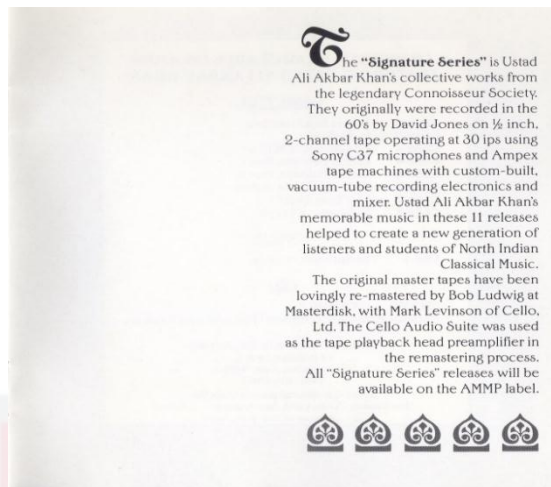 The "Signature Series" is Ustad
Ali Akbar Khan's collective works from
the legendary Connoisseur Society.
They originally were recorded in the
60's by David Jones on ½ inch,
2-channel tape operating at 30 ips using
Sony C37 microphones and Ampex
tape machines with custom-built,
vacuum-tube recording electronics and
mixer. Ustad Ali Akbar Khan's
memorable music in these 11 releases
helped to create a new generation of
listeners and students of North Indian
Classical Music.
The original master tapes have been
lovingly re-mastered by Bob Ludwig at
Masterdisk, with Mark Levinson of Cello,
Ltd. The Cello Audio Suite was used
as the tape playback head preamplifier in
the remastering process.
All "Signature Series" releases will be
available on the AMMP label.